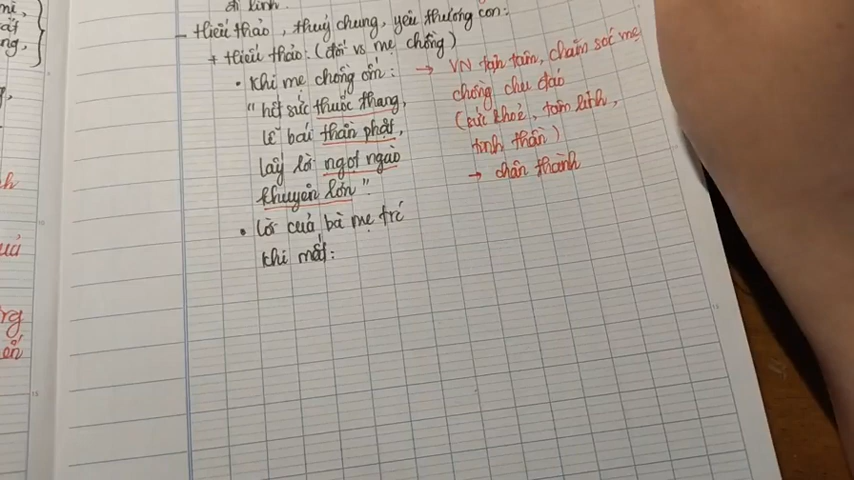 đi lính.
- Hiếu thảo, thuỷ chung, yêu thương con:
+ Hiếu thảo: (đối vs mẹ chồng)
• Khi mẹ chồng ốm:
"hết sức thuốc thang,
lễ bái thần phật,
lấy lời ngọt ngào
khuyên lơn"
→ VN tận tâm, chăm sóc mẹ
chồng chu đáo
(sức khoẻ, tâm linh,
tinh thần)
→ chân thành
• Lời của bà mẹ trc
khi mất: